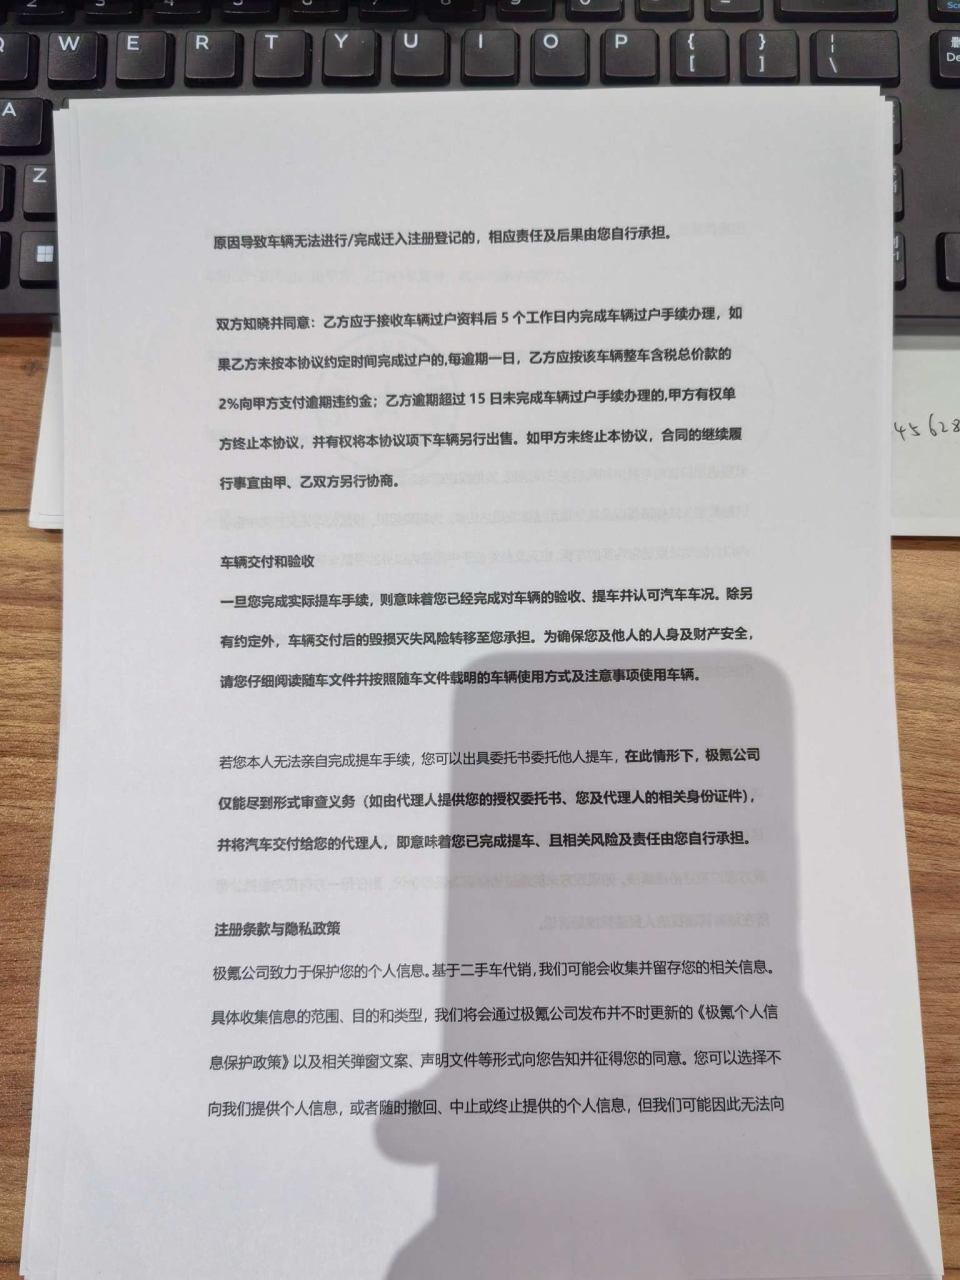 Q W E R T Y U I O P { [ } ] | \
A
Z
De
45628
原因导致车辆无法进行/完成迁入注册登记的，相应责任及后果由您自行承担。
双方知晓并同意：乙方应于接收车辆过户资料后 5 个工作日内完成车辆过户手续办理，如
果乙方未按本协议约定时间完成过户的,每逾期一日，乙方应按该车辆整车含税总价款的
2%向甲方支付逾期违约金；乙方逾期超过 15 日未完成车辆过户手续办理的,甲方有权单
方终止本协议，并有权将本协议项下车辆另行出售。如甲方未终止本协议，合同的继续履
行事宜由甲、乙双方另行协商。
车辆交付和验收
一旦您完成实际提车手续，则意味着您已经完成对车辆的验收、提车并认可汽车车况。除另
有约定外，车辆交付后的毁损灭失风险转移至您承担。为确保您及他人的人身及财产安全，
请您仔细阅读随车文件并按照随车文件载明的车辆使用方式及注意事项使用车辆。
若您本人无法亲自完成提车手续，您可以出具委托书委托他人提车，在此情形下，极氪公司
仅能尽到形式审查义务（如由代理人提供您的授权委托书、您及代理人的相关身份证件），
并将汽车交付给您的代理人，即意味着您已完成提车、且相关风险及责任由您自行承担。
注册条款与隐私政策
极氪公司致力于保护您的个人信息。基于二手车代销，我们可能会收集并留存您的相关信息。
具体收集信息的范围、目的和类型，我们将会通过极氪公司发布并不时更新的《极氪个人信
息保护政策》以及相关弹窗文案、声明文件等形式向您告知并征得您的同意。您可以选择不
向我们提供个人信息，或者随时撤回、中止或终止提供的个人信息，但我们可能因此无法向